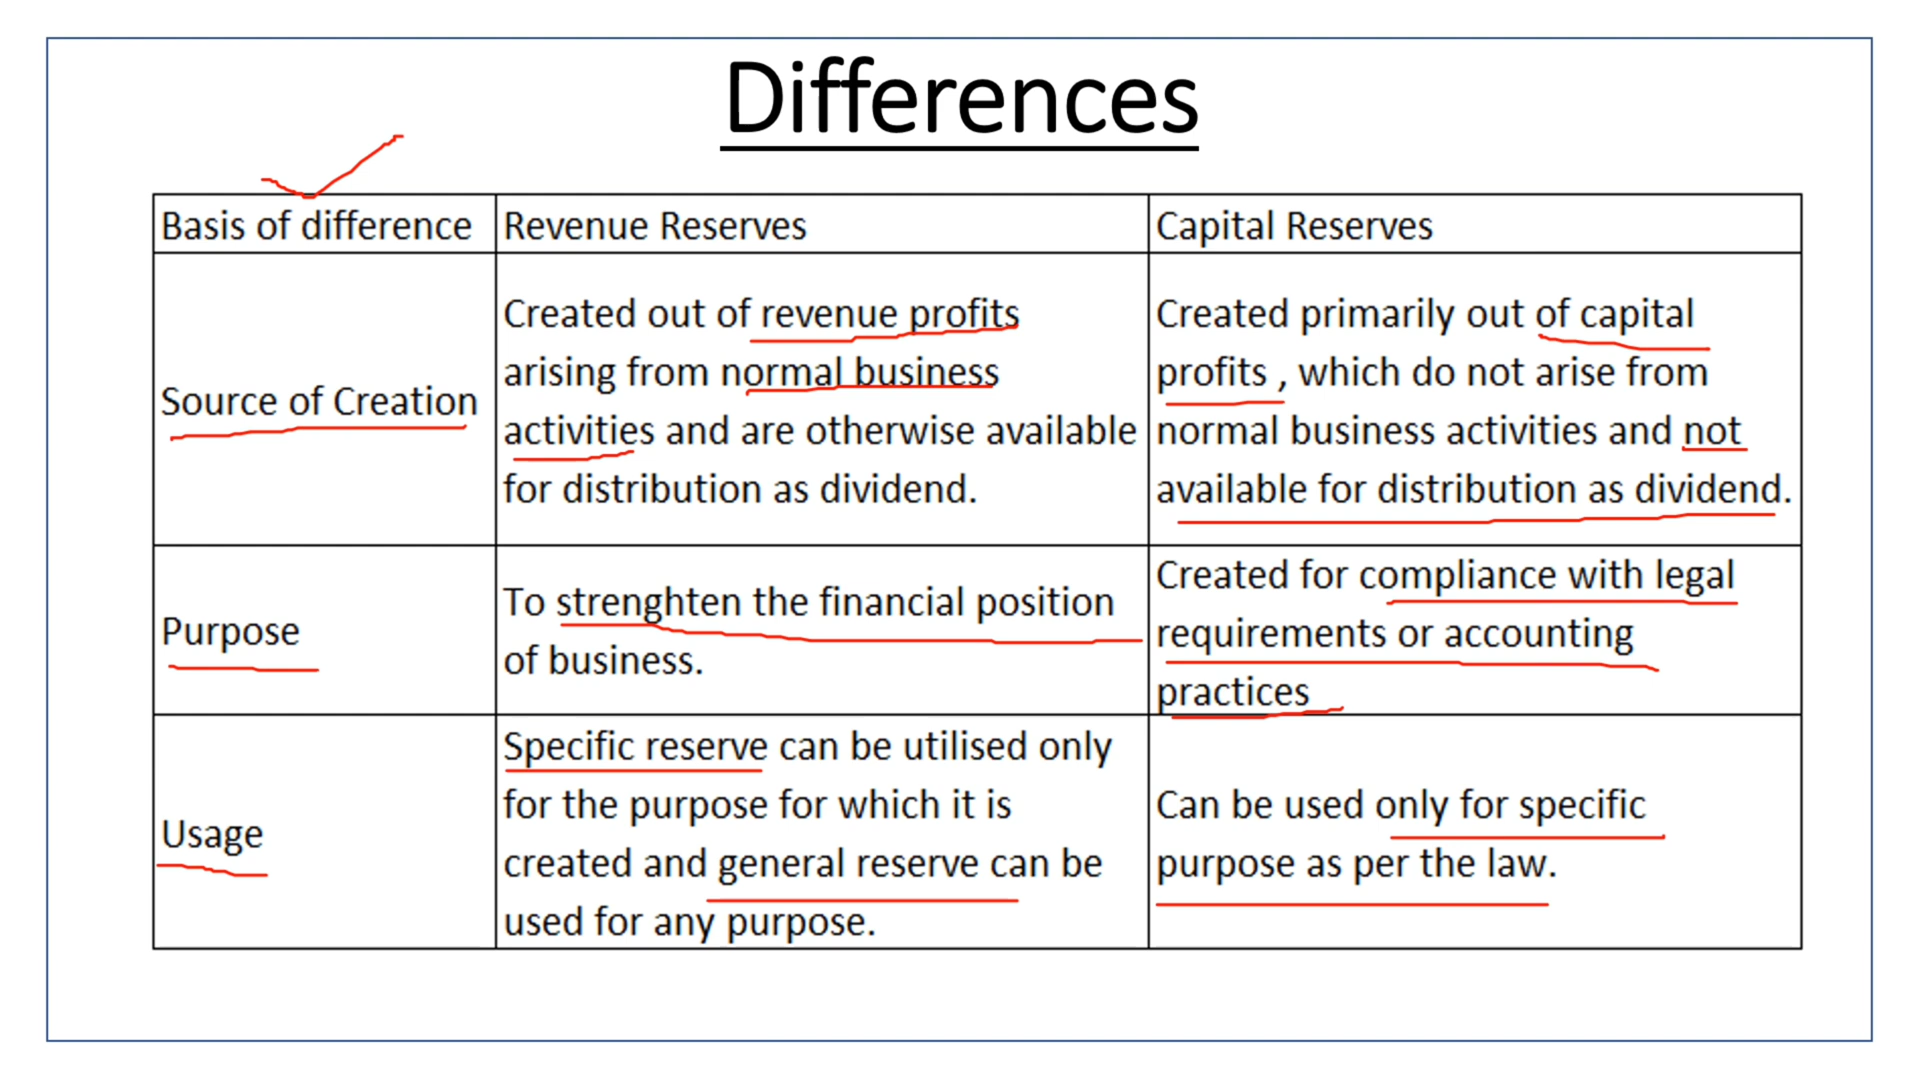 Differences
Basis of difference
Revenue Reserves
Capital Reserves
Source of Creation
Created out of revenue profits
arising from normal business
activities and are otherwise available
for distribution as dividend.
Created primarily out of capital
profits , which do not arise from
normal business activities and not
available for distribution as dividend.
Purpose
To strenghten the financial position
of business.
Created for compliance with legal
requirements or accounting
practices
Usage
Specific reserve can be utilised only
for the purpose for which it is
created and general reserve can be
used for any purpose.
Can be used only for specific
purpose as per the law.